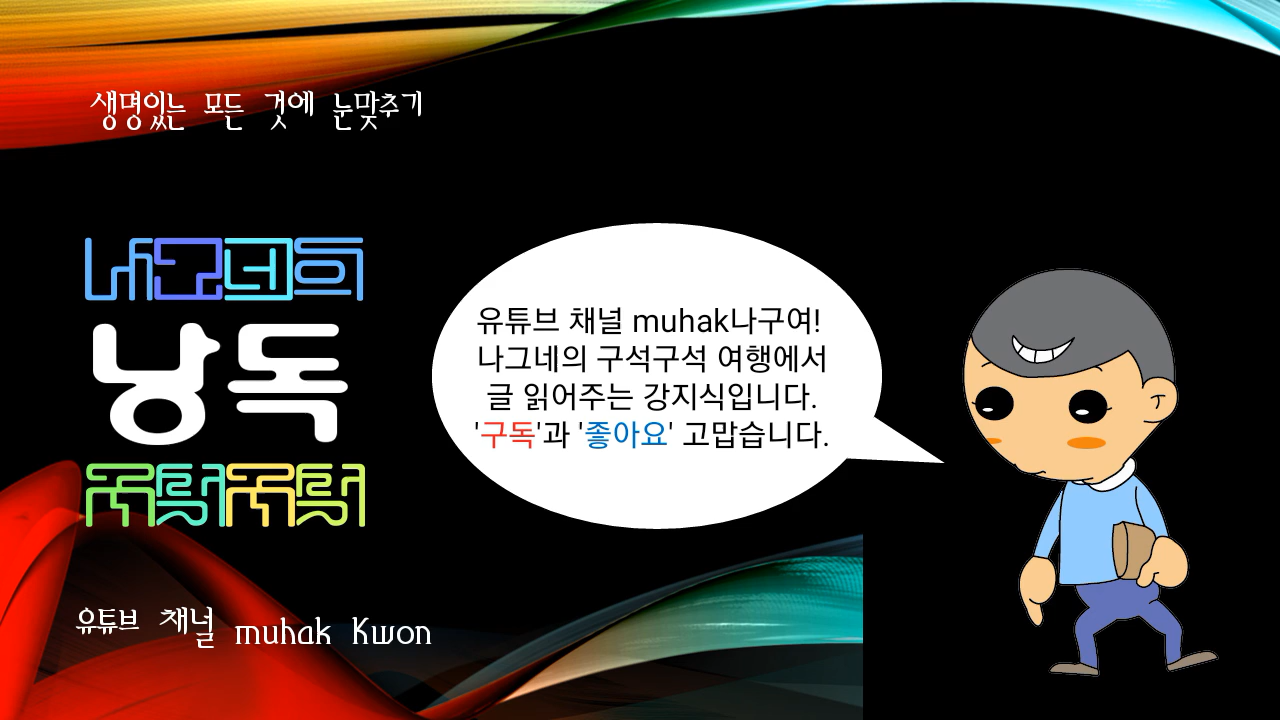 생명있는 모든 것에 눈맞추기
나그네의
낭독
구석구석
유튜브 채널 muhak나구여!
나그네의 구석구석 여행에서
글 읽어주는 강지식입니다.
'구독'과 '좋아요' 고맙습니다.
유튜브 채널 muhak Kwon